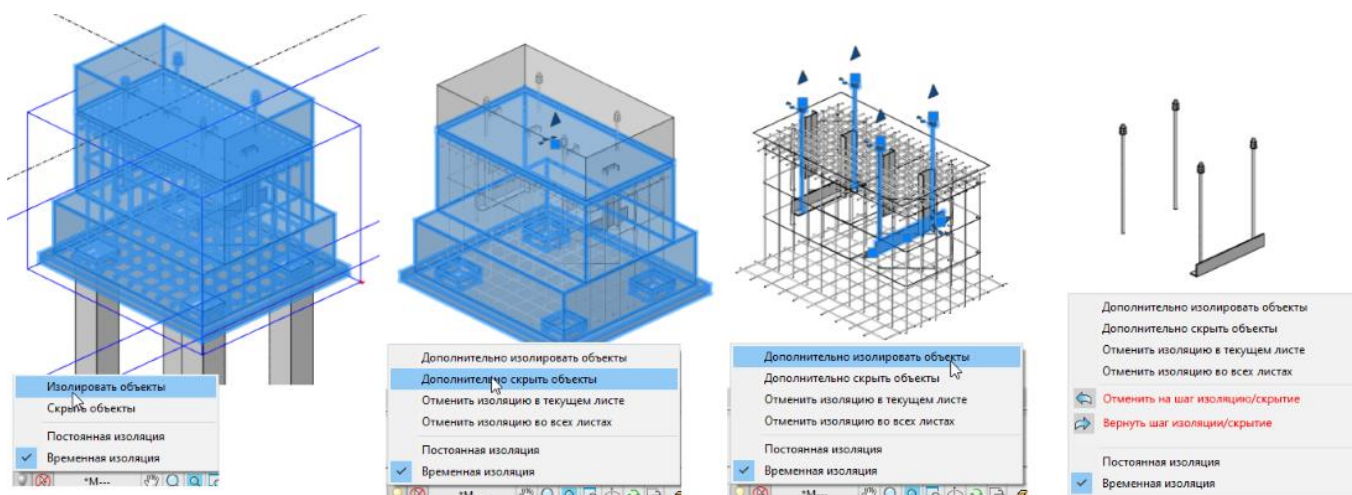 Изолировать объекты
Скрыть объекты
Постоянная изоляция
Временная изоляция
*М---
Дополнительно изолировать объекты
Дополнительно скрыть объекты
Отменить изоляцию в текущем листе
Отменить изоляцию во всех листах
Постоянная изоляция
Временная изоляция
Дополнительно изолировать объекты
Дополнительно скрыть объекты
Отменить изоляцию в текущем листе
Отменить изоляцию во всех листах
Постоянная изоляция
Временная изоляция
Дополнительно изолировать объекты
Дополнительно скрыть объекты
Отменить изоляцию в текущем листе
Отменить изоляцию во всех листах
Отменить на шаг изоляцию/скрытие
Вернуть шаг изоляции/скрытие
Постоянная изоляция
Временная изоляция